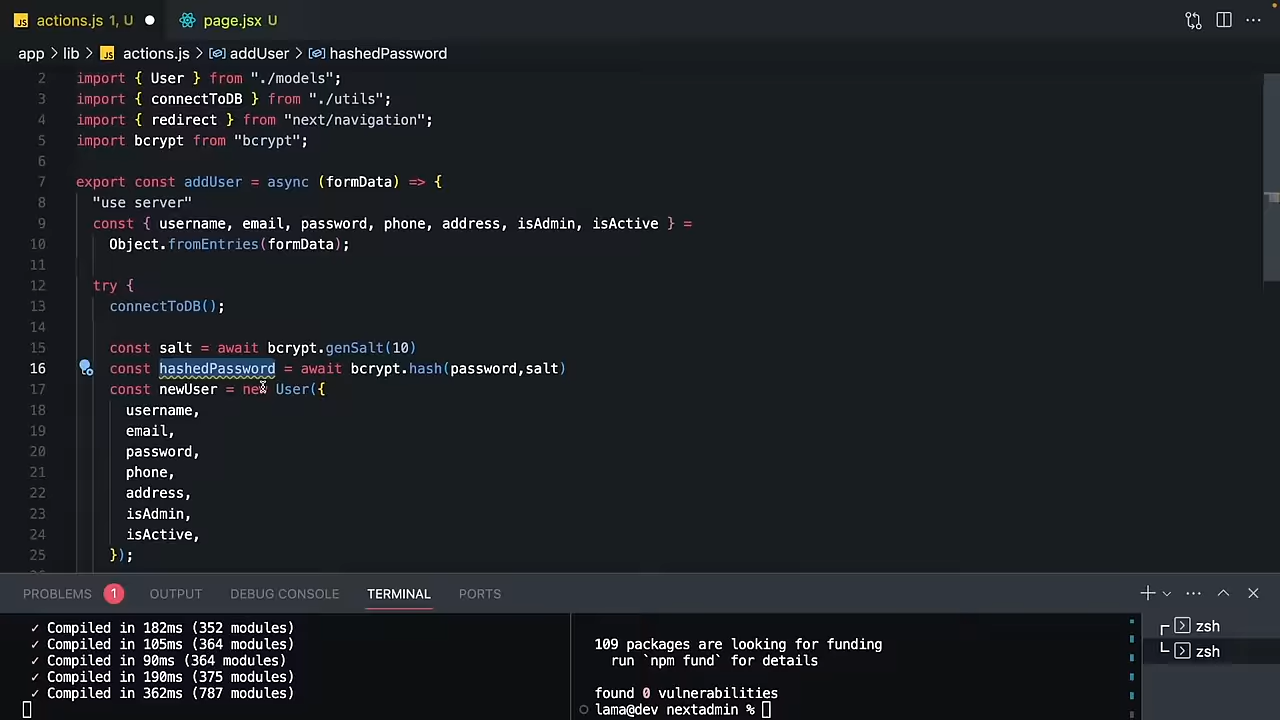 actions.js 1, U page.jsx U
app > lib > actions.js > addUser > hashedPassword
2 import { User } from "./models";
3 import { connectToDB } from "./utils";
4 import { redirect } from "next/navigation";
5 import bcrypt from "bcrypt";
6
7 export const addUser = async (formData) => {
8 "use server"
9 const { username, email, password, phone, address, isAdmin, isActive } =
10 Object.fromEntries(formData);
11
12 try {
13 connectToDB();
14
15 const salt = await bcrypt.genSalt(10)
16 const hashedPassword = await bcrypt.hash(password,salt)
17 const newUser = new User({
18 username,
19 email,
20 password,
21 phone,
22 address,
23 isAdmin,
24 isActive,
25 });
PROBLEMS 1 OUTPUT DEBUG CONSOLE TERMINAL PORTS
✓ Compiled in 182ms (352 modules)
✓ Compiled in 105ms (364 modules)
✓ Compiled in 90ms (364 modules)
✓ Compiled in 190ms (375 modules)
✓ Compiled in 362ms (787 modules)
109 packages are looking for funding
run `npm fund` for details
found 0 vulnerabilities
lama@dev nextadmin %
zsh
zsh